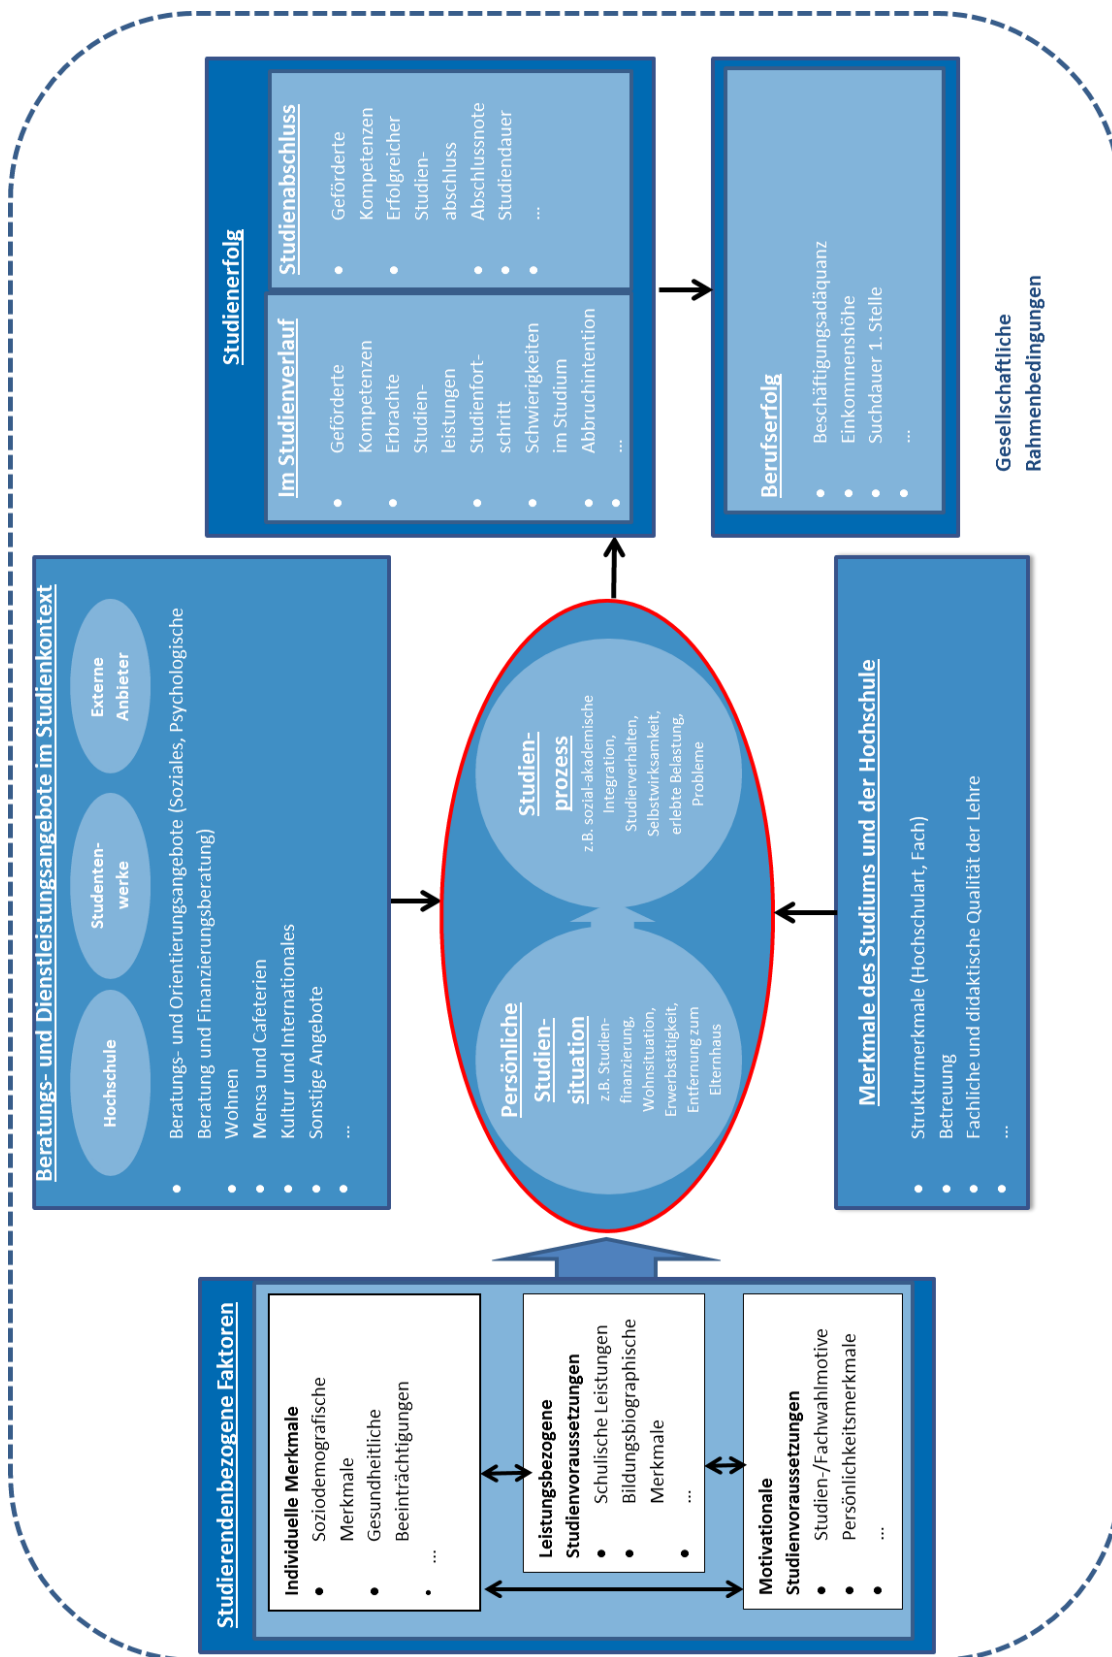 Studierendenbezogene Faktoren
Individuelle Merkmale
• Soziodemografische
Merkmale
• Gesundheitliche
Beeinträchtigungen
• ...
Leistungsbezogene
Studienvoraussetzungen
• Schulische Leistungen
• Bildungsbiographische
Merkmale
• ...
Motivationale
Studienvoraussetzungen
• Studien-/Fachwahlmotive
• Persönlichkeitsmerkmale
• ...
Beratungs- und Dienstleistungsangebote im Studienkontext
Hochschule
Studenten-
werke
Externe
Anbieter
• Beratungs- und Orientierungsangebote (Soziales, Psychologische
Beratung und Finanzierungsberatung)
• Wohnen
• Mensa und Cafeterien
• Kultur und Internationales
• Sonstige Angebote
• ...
Persönliche
Studien-
situation
z.B. Studien-
finanzierung,
Wohnsituation,
Erwerbstätigkeit,
Entfernung zum
Elternhaus
Studien-
prozess
z.B. sozial-akademische
Integration,
Studierverhalten,
Selbstwirksamkeit,
erlebte Belastung,
Probleme
Merkmale des Studiums und der Hochschule
• Strukturmerkmale (Hochschulart, Fach)
• Betreuung
• Fachliche und didaktische Qualität der Lehre
• ...
Studienerfolg
Im Studienverlauf
• Geförderte
Kompetenzen
• Erbrachte
Studien-
leistungen
• Studienfort-
schritt
• Schwierigkeiten
im Studium
• Abbruchintention
• ...
Studienabschluss
• Geförderte
Kompetenzen
• Erfolgreicher
Studien-
abschluss
• Abschlussnote
• Studiendauer
• ...
Berufserfolg
• Beschäftigungsadäquanz
• Einkommenshöhe
• Suchdauer 1. Stelle
• ...
Gesellschaftliche
Rahmenbedingungen